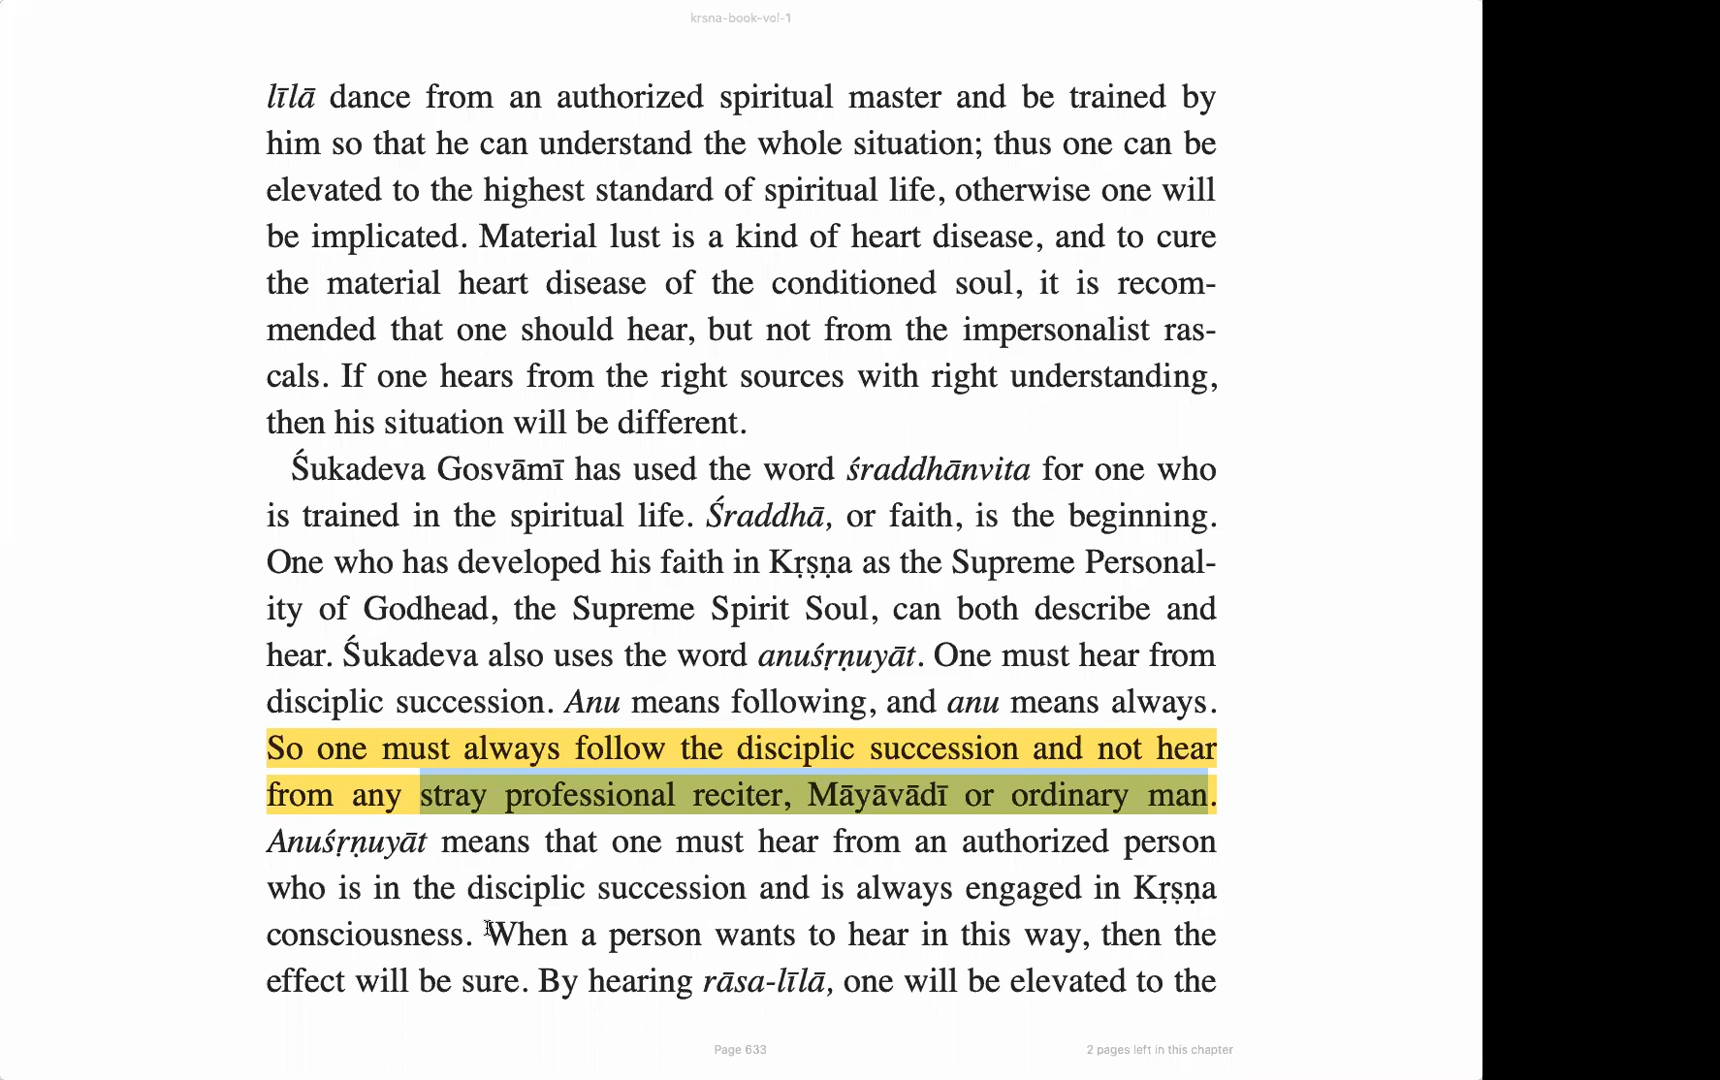 krsna-book-vol-1
līlā dance from an authorized spiritual master and be trained by
him so that he can understand the whole situation; thus one can be
elevated to the highest standard of spiritual life, otherwise one will
be implicated. Material lust is a kind of heart disease, and to cure
the material heart disease of the conditioned soul, it is recom-
mended that one should hear, but not from the impersonalist ras-
cals. If one hears from the right sources with right understanding,
then his situation will be different.
Śukadeva Gosvāmī has used the word śraddhānvita for one who
is trained in the spiritual life. Śraddhā, or faith, is the beginning.
One who has developed his faith in Kṛṣṇa as the Supreme Personal-
ity of Godhead, the Supreme Spirit Soul, can both describe and
hear. Śukadeva also uses the word anuśṛṇuyāt. One must hear from
disciplic succession. Anu means following, and anu means always.
So one must always follow the disciplic succession and not hear
from any stray professional reciter, Māyāvādī or ordinary man.
Anuśṛṇuyāt means that one must hear from an authorized person
who is in the disciplic succession and is always engaged in Kṛṣṇa
consciousness. When a person wants to hear in this way, then the
effect will be sure. By hearing rāsa-līlā, one will be elevated to the
Page 633
2 pages left in this chapter